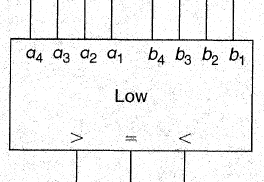 a₄ a₃ a₂ a₁ b₄ b₃ b₂ b₁
Low
> = <